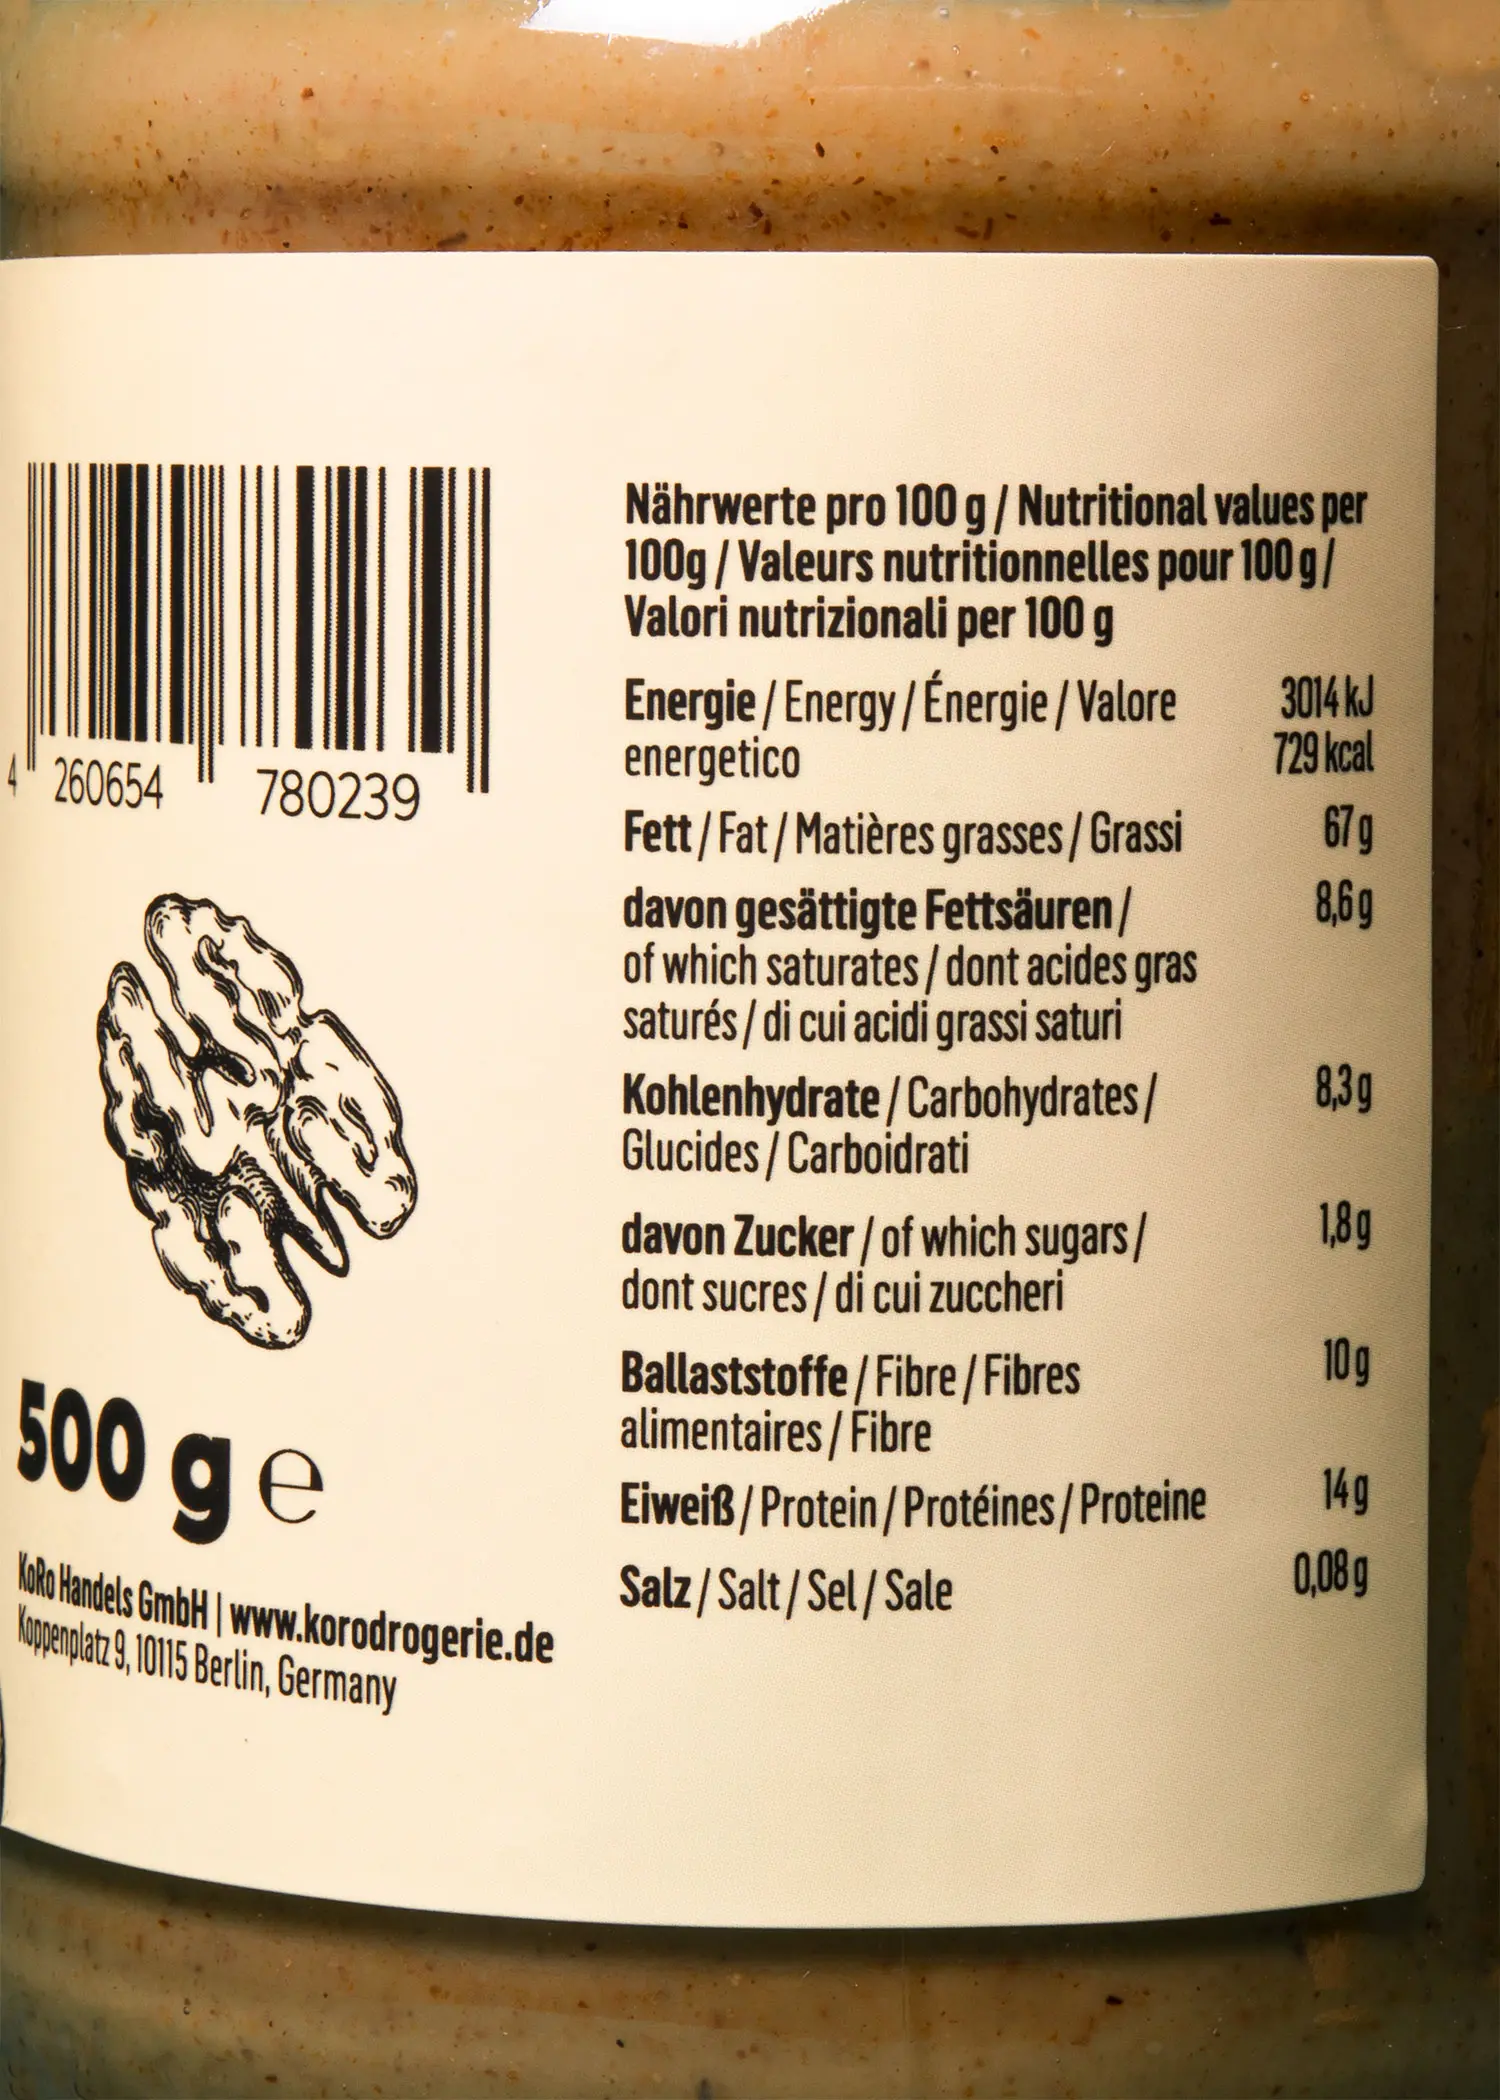 4 260654 780239
500 g e
KoRo Handels GmbH | www.korodrogerie.de
Koppenplatz 9, 10115 Berlin, Germany
Nährwerte pro 100 g / Nutritional values per
100g / Valeurs nutritionnelles pour 100 g /
Valori nutrizionali per 100 g
Energie / Energy / Énergie / Valore 3014 kJ
energetico 729 kcal
Fett / Fat / Matières grasses / Grassi 67 g
davon gesättigte Fettsäuren / 8,6 g
of which saturates / dont acides gras
saturés / di cui acidi grassi saturi
Kohlenhydrate / Carbohydrates / 8,3 g
Glucides / Carboidrati
davon Zucker / of which sugars / 1,8 g
dont sucres / di cui zuccheri
Ballaststoffe / Fibre / Fibres 10 g
alimentaires / Fibre
Eiweiß / Protein / Protéines / Proteine 14 g
Salz / Salt / Sel / Sale 0,08 g